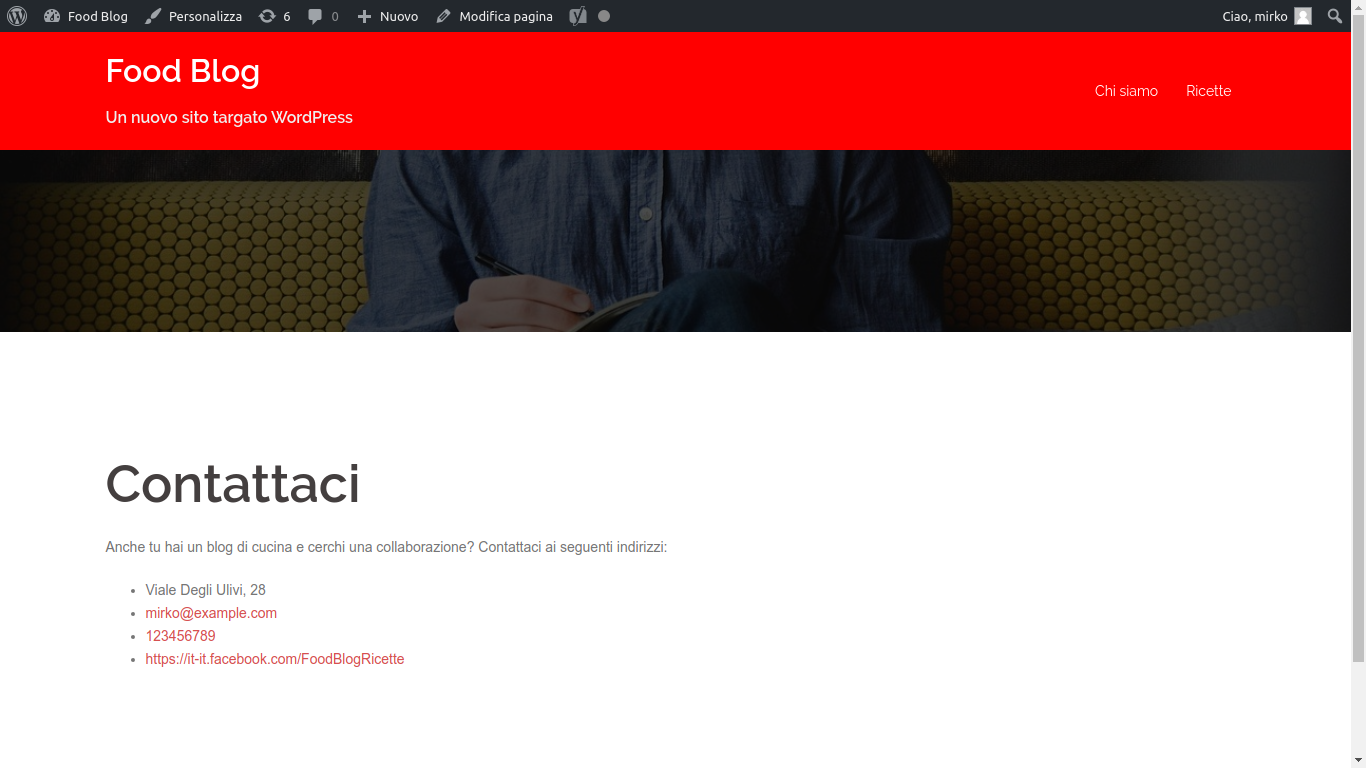 Food Blog Personalizza 6 0 Nuovo Modifica pagina Ciao, mirko
Food Blog
Un nuovo sito targato WordPress
Chi siamo Ricette
Contattaci
Anche tu hai un blog di cucina e cerchi una collaborazione? Contattaci ai seguenti indirizzi:
Viale Degli Ulivi, 28
mirko@example.com
123456789
https://it-it.facebook.com/FoodBlogRicette